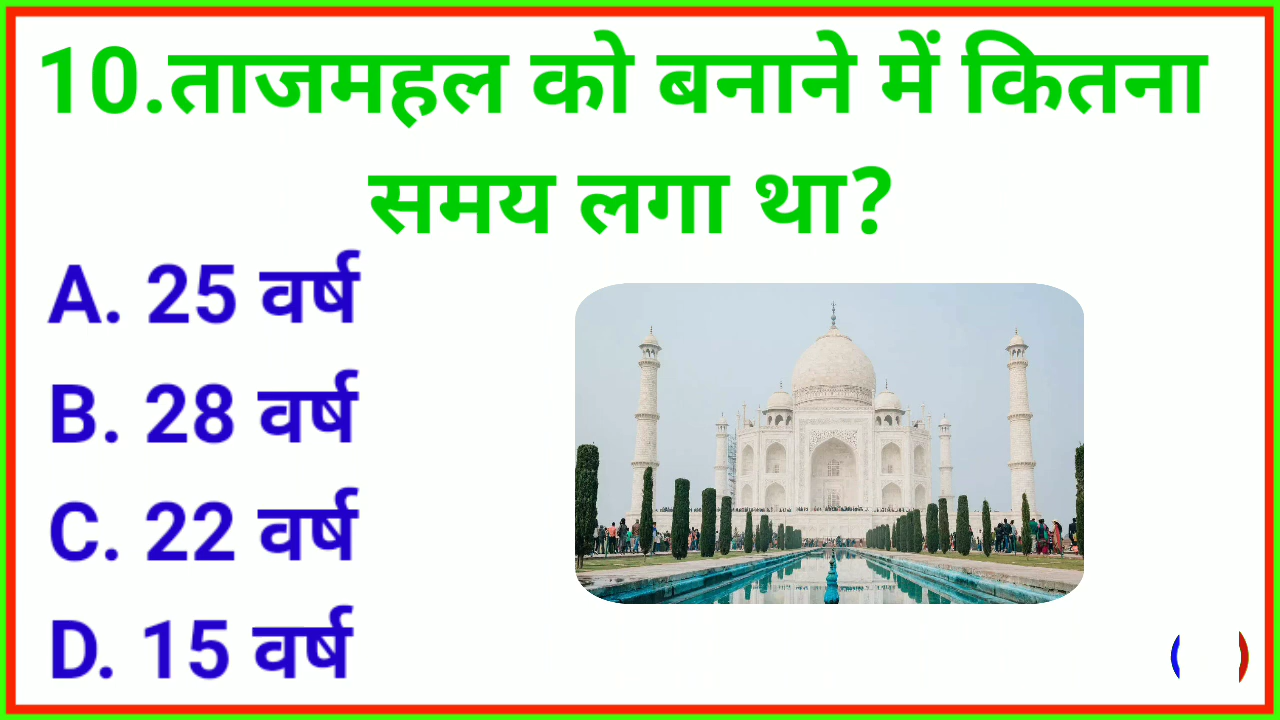 10.ताजमहल को बनाने में कितना
समय लगा था?
A. 25 वर्ष
B. 28 वर्ष
C. 22 वर्ष
D. 15 वर्ष
( )